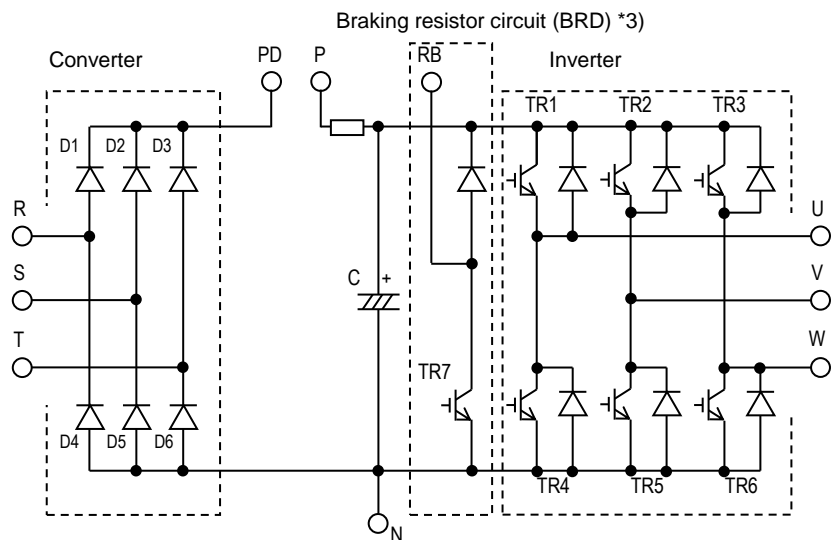 Braking resistor circuit (BRD) *3)
Converter
PD
P
RB
Inverter
TR1
TR2
TR3
D1
D2
D3
R
U
S
C
+
V
T
W
TR7
D4
D5
D6
TR4
TR5
TR6
N